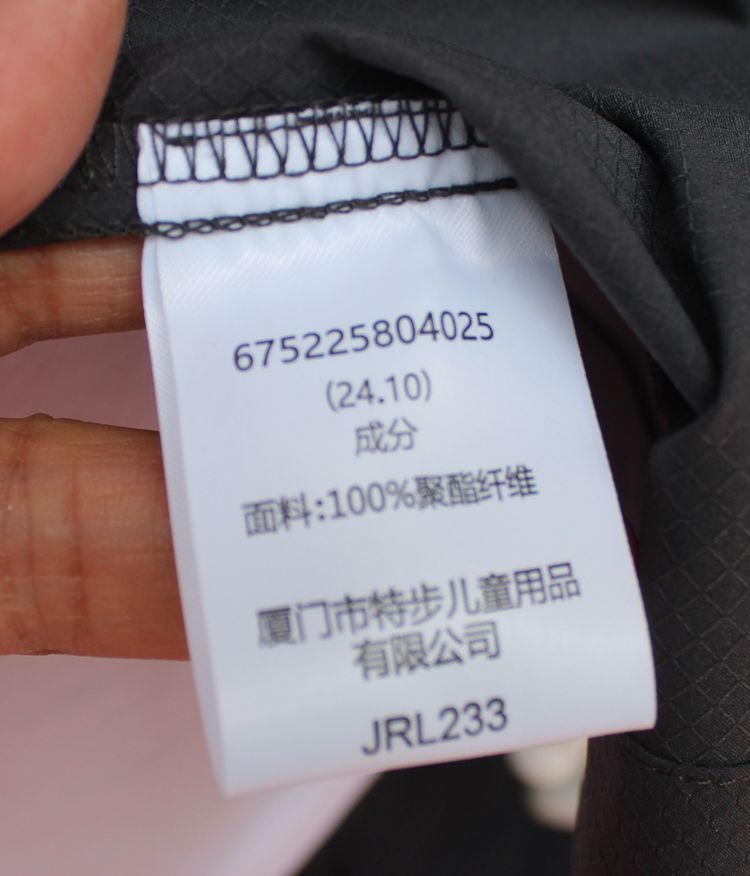 675225804025
(24.10)
成分
面料:100%聚酯纤维
厦门市特步儿童用品
有限公司
JRL233